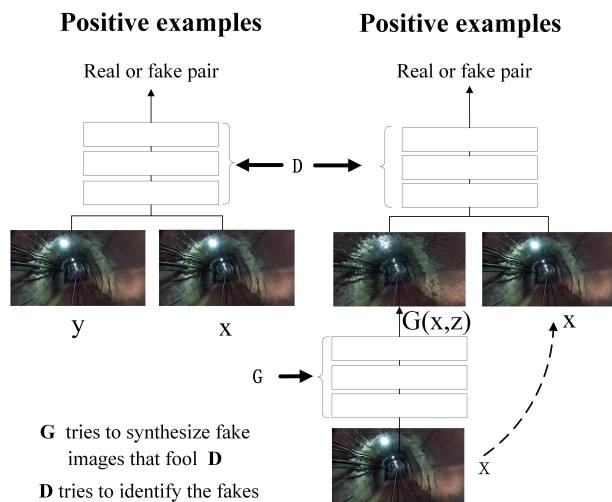 Positive examples
Positive examples
Real or fake pair
Real or fake pair
D
y
x
G(x,z)
x
G
x
G tries to synthesize fake
images that fool D
D tries to identify the fakes